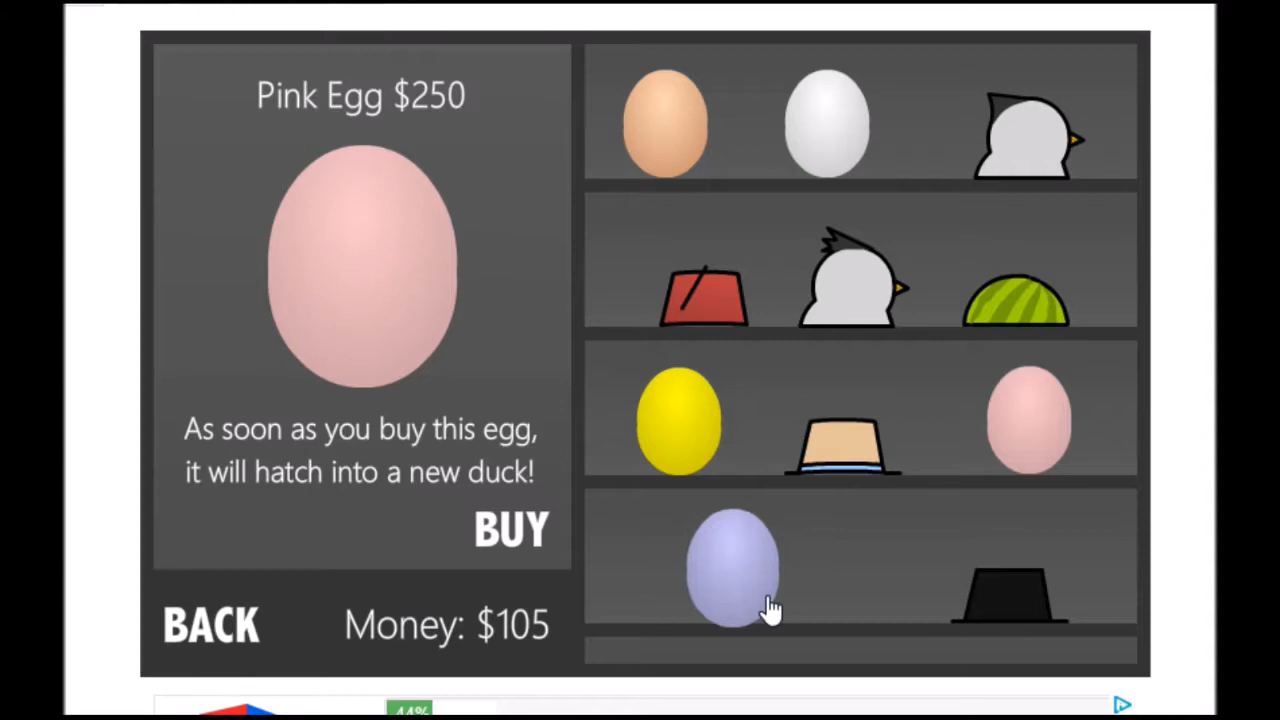 Pink Egg $250
As soon as you buy this egg,
it will hatch into a new duck!
BUY
BACK
Money: $105
44%